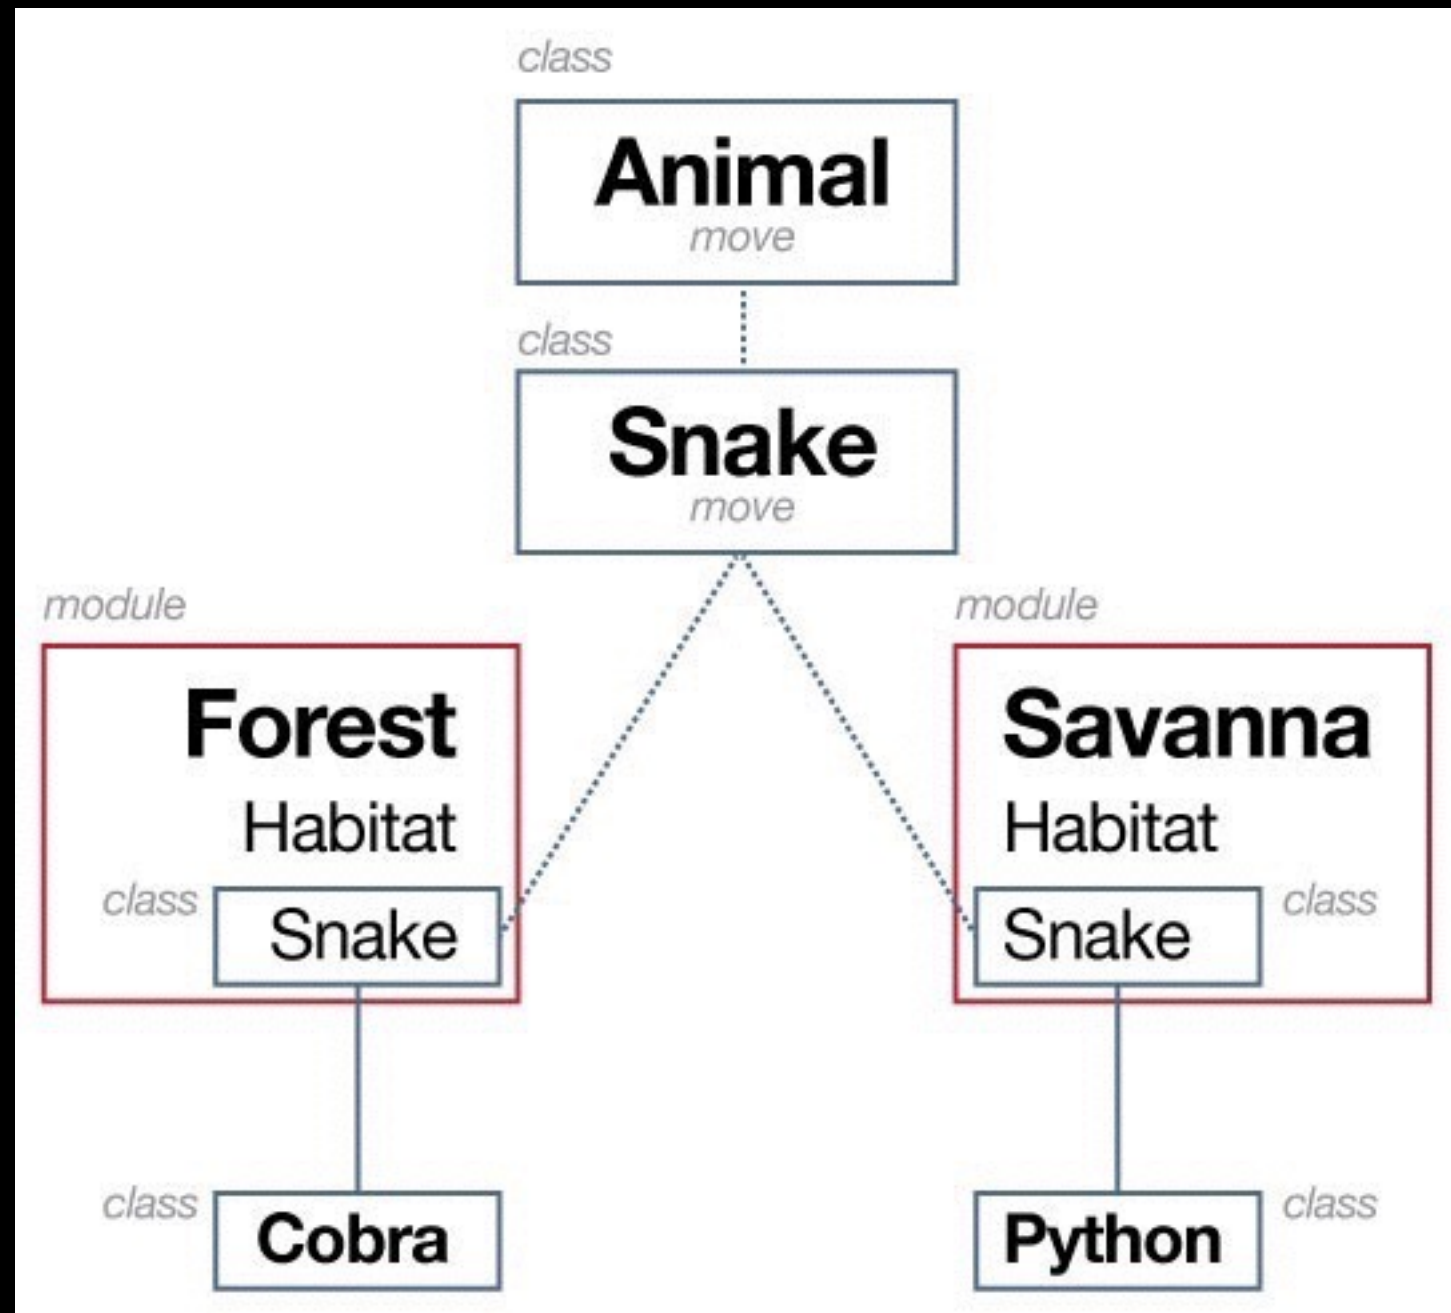 class
Animal
move
class
Snake
move
module
Forest
Habitat
class
Snake
module
Savanna
Habitat
Snake
class
class
Cobra
Python
class